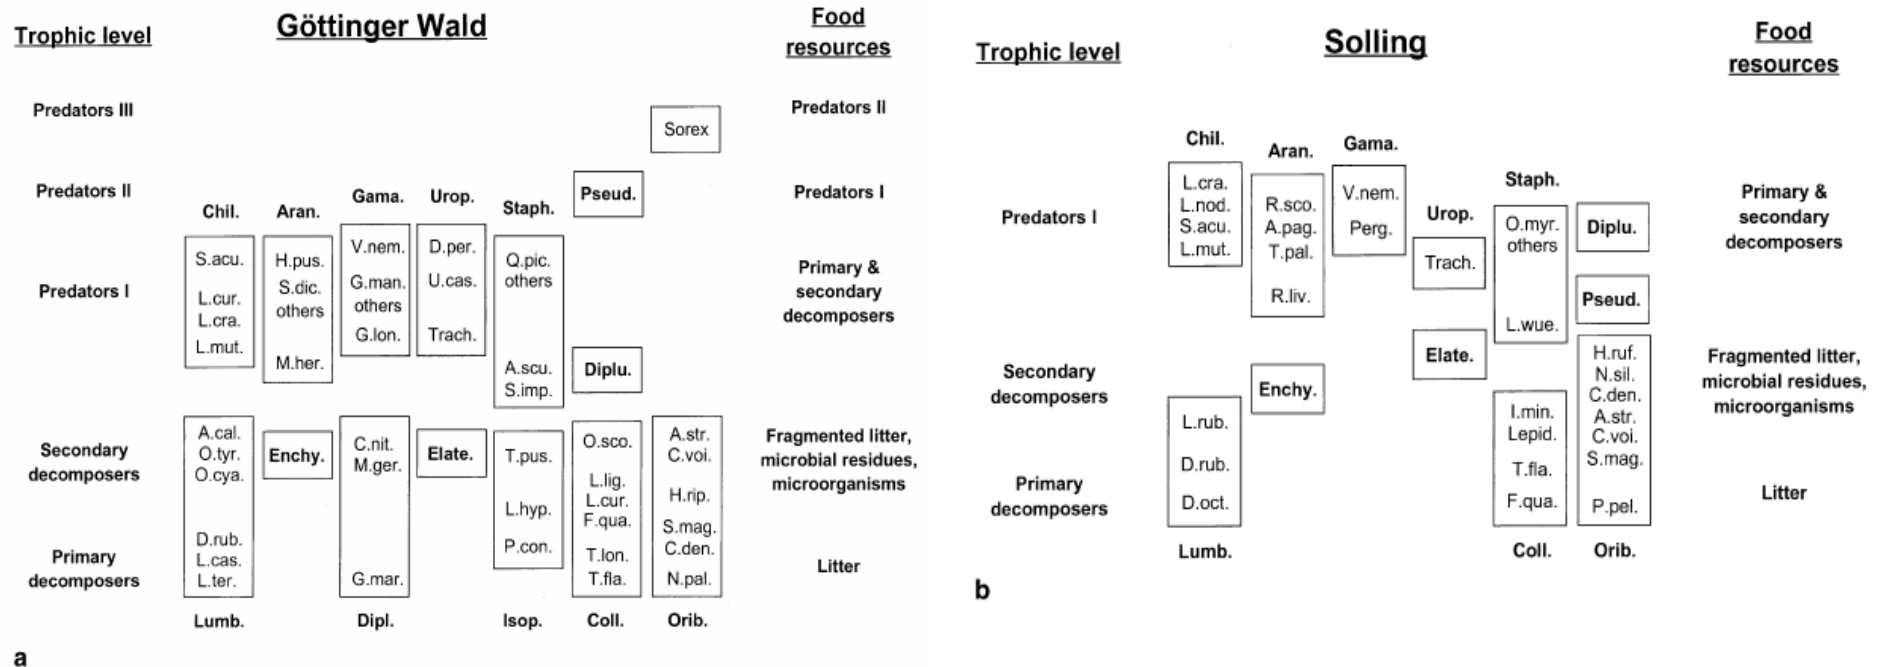 Göttinger Wald
Trophic level
Food
resources
Predators III
Predators II
Sorex
Predators II
Pseud.
Predators I
Chil.
Aran.
Gama.
Urop.
Staph.
Predators I
S.acu.
L.cur.
L.cra.
L.mut.
H.pus.
S.dic.
others
M.her.
V.nem.
G.man.
others
G.lon.
D.per.
U.cas.
Trach.
Q.pic.
others
A.scu.
S.imp.
Diplu.
Primary &
secondary
decomposers
Secondary
decomposers
Primary
decomposers
A.cal.
O.tyr.
O.cya.
D.rub.
L.cas.
L.ter.
Enchy.
C.nit.
M.ger.
G.mar.
Elate.
T.pus.
L.hyp.
P.con.
O.sco.
L.lig.
L.cur.
F.qua.
T.lon.
T.fla.
A.str.
C.voi.
H.rip.
S.mag.
C.den.
N.pal.
Fragmented litter,
microbial residues,
microorganisms
Litter
Lumb.
Dipl.
Isop.
Coll.
Orib.
a
Solling
Trophic level
Food
resources
Predators I
Chil.
L.cra.
L.nod.
S.acu.
L.mut.
Aran.
R.sco.
A.pag.
T.pal.
R.liv.
Gama.
V.nem.
Perg.
Urop.
Trach.
Staph.
O.myr.
others
L.wue.
Diplu.
Pseud.
Primary &
secondary
decomposers
Secondary
decomposers
Primary
decomposers
L.rub.
D.rub.
D.oct.
Enchy.
Elate.
I.min.
Lepid.
T.fla.
F.qua.
H.ruf.
N.sil.
C.den.
A.str.
C.voi.
S.mag.
P.pel.
Fragmented litter,
microbial residues,
microorganisms
Litter
Lumb.
Coll.
Orib.
b